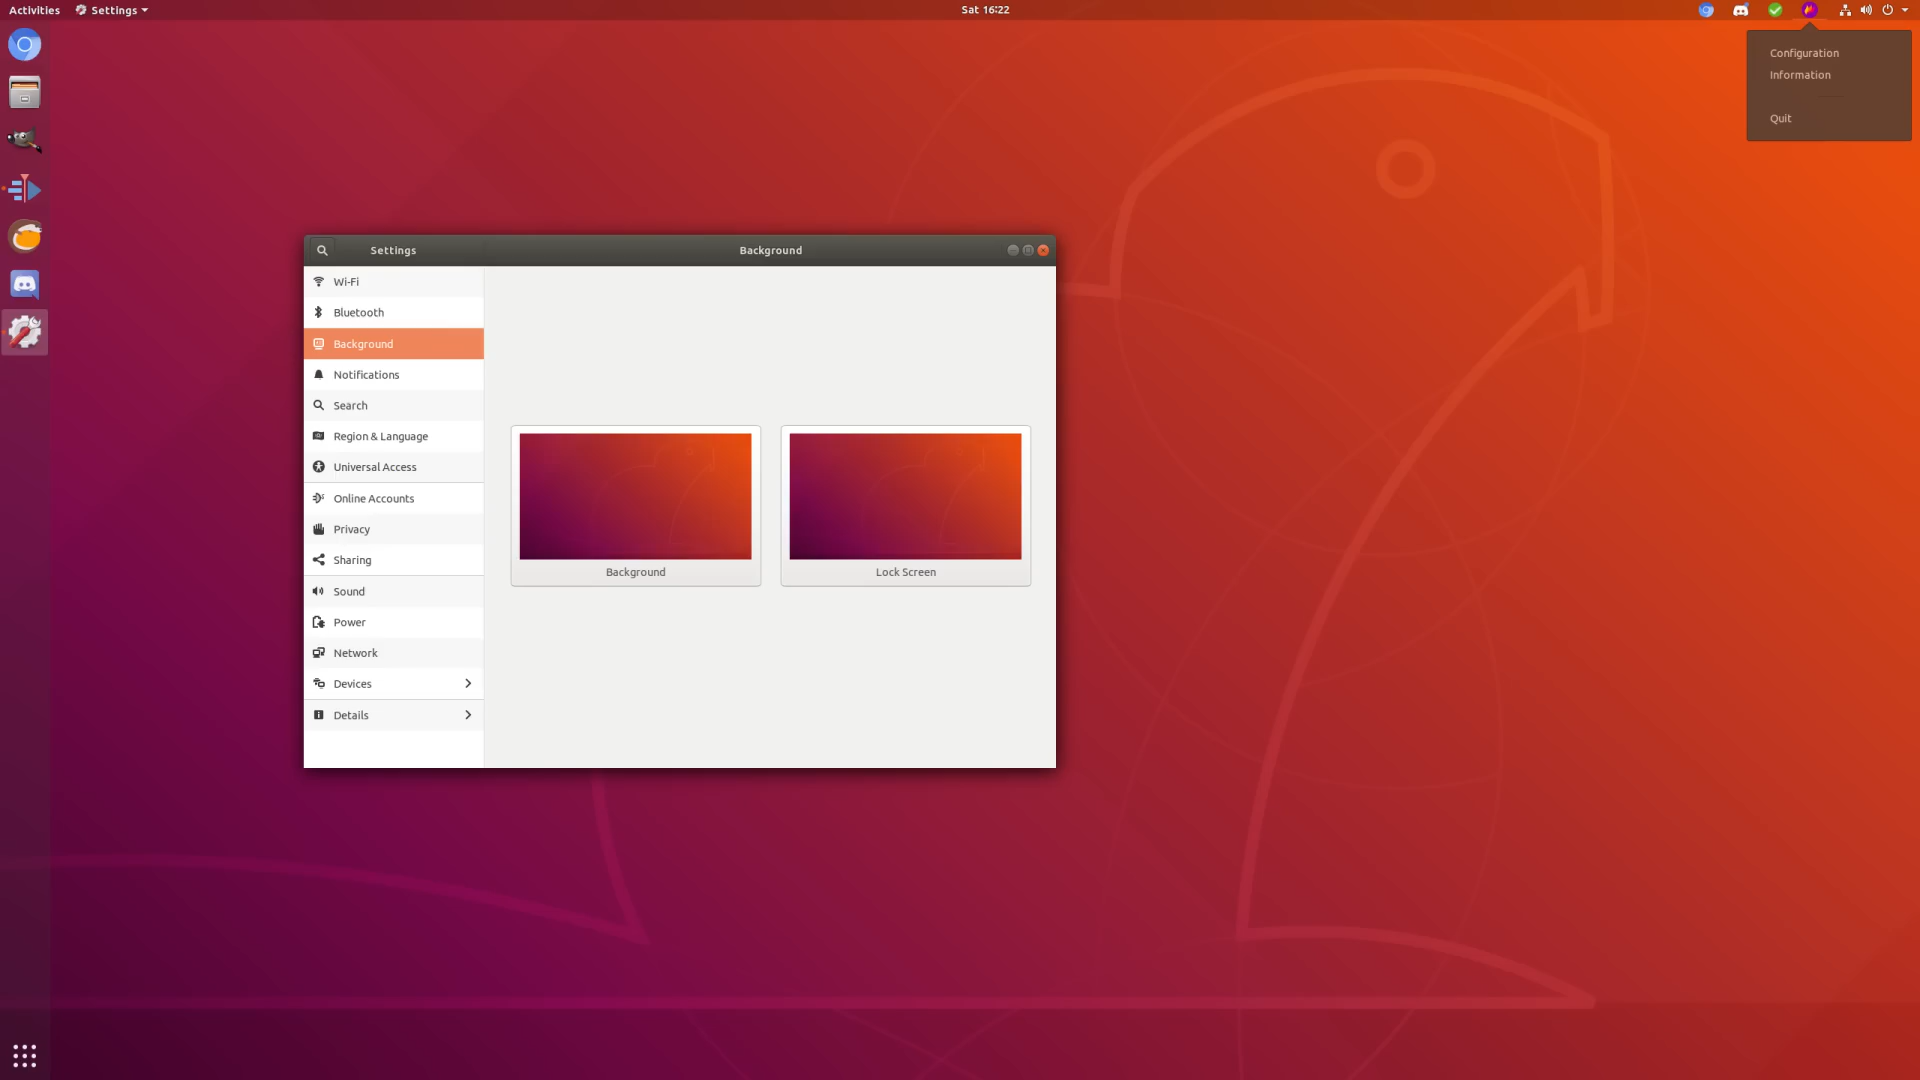 Activities
Settings
Sat 16:22
Configuration
Information
Quit
Settings
Background
Wi-Fi
Bluetooth
Background
Notifications
Search
Region & Language
Universal Access
Online Accounts
Privacy
Sharing
Sound
Power
Network
Devices
Details
Background
Lock Screen